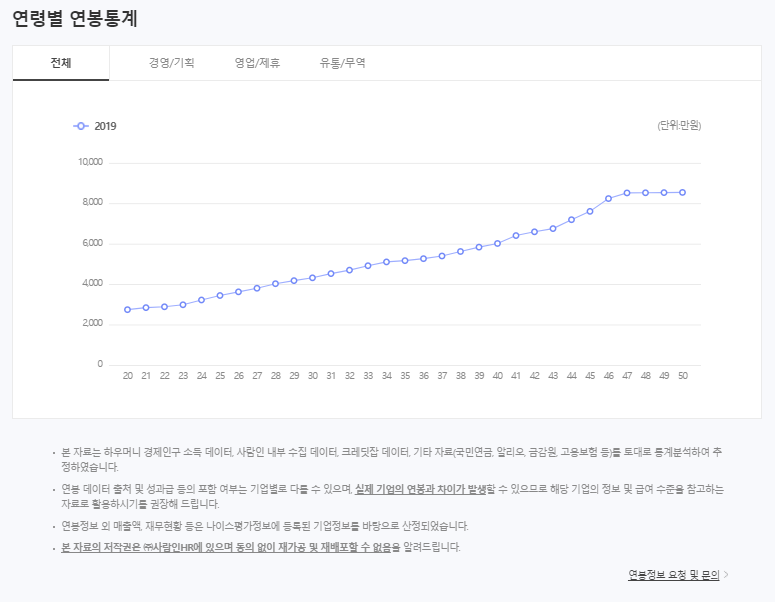 연령별 연봉통계
전체 경영/기획 영업/제휴 유통/무역
2019 (단위:만원)
10,000
8,000
6,000
4,000
2,000
0
20 21 22 23 24 25 26 27 28 29 30 31 32 33 34 35 36 37 38 39 40 41 42 43 44 45 46 47 48 49 50
· 본 자료는 하우머니 경제인구 소득 데이터, 사람인 내부 수집 데이터, 크레딧잡 데이터, 기타 자료(국민연금, 알리오, 금감원, 고용보험 등)를 토대로 통계분석하여 추
정하였습니다.
· 연봉 데이터 출처 및 성과급 등의 포함 여부는 기업별로 다를 수 있으며, 실제 기업의 연봉과 차이가 발생할 수 있으므로 해당 기업의 정보 및 급여 수준을 참고하는
자료로 활용하시기를 권장해 드립니다.
· 연봉정보 외 매출액, 재무현황 등은 나이스평가정보에 등록된 기업정보를 바탕으로 산정되었습니다.
· 본 자료의 저작권은 ㈜사람인HR에 있으며 동의 없이 재가공 및 재배포할 수 없음을 알려드립니다.
연봉정보 요청 및 문의 >